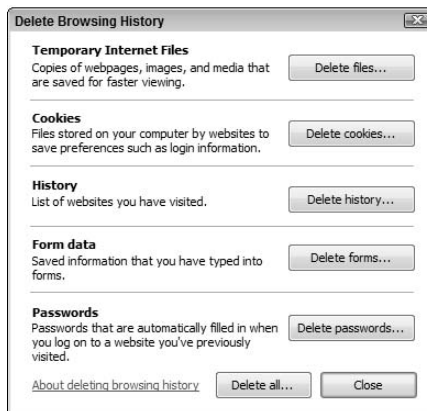 Delete Browsing History
Temporary Internet Files
Copies of webpages, images, and media that
are saved for faster viewing.
Delete files...
Cookies
Files stored on your computer by websites to
save preferences such as login information.
Delete cookies...
History
List of websites you have visited.
Delete history...
Form data
Saved information that you have typed into
forms.
Delete forms...
Passwords
Passwords that are automatically filled in when
you log on to a website you've previously
visited.
Delete passwords...
About deleting browsing history
Delete all...
Close